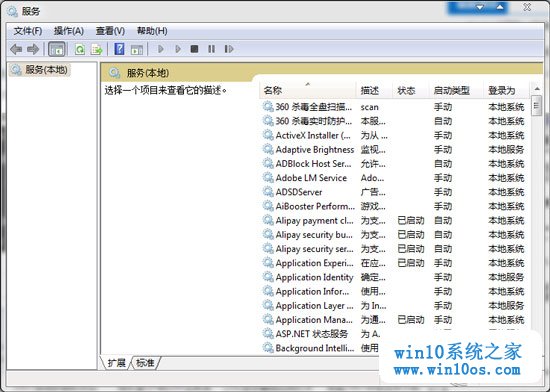 服务
文件(F) 操作(A) 查看(V) 帮助(H)
服务(本地)
服务(本地)
选择一个项目来查看它的描述。
名称 描述 状态 启动类型 登录为
360 杀毒全盘扫描... scan 手动 本地系统
360 杀毒实时防护... 本服... 自动 本地系统
ActiveX Installer (... 为从 ... 手动 本地系统
Adaptive Brightness 监视... 手动 本地服务
ADBlock Host Ser... 允许... 自动 本地系统
Adobe LM Service Ado... 手动 本地系统
ADSDServer 广告... 手动 本地系统
AiBooster Perform... 游戏... 手动 本地系统
Alipay payment cl... 为支... 已启动 自动 本地系统
Alipay security bu... 为支... 已启动 自动 本地系统
Alipay security ser... 为支... 已启动 自动 本地系统
Application Experi... 在应... 已启动 手动 本地系统
Application Identity 确定... 手动 本地服务
Application Infor... 使用... 手动 本地系统
Application Layer ... 为 In... 手动 本地服务
Application Mana... 为通... 已启动 手动 本地系统
ASP.NET 状态服务 为 A...
Background Intelli... 使用...
扩展 标准
win10系统之家
www.win10os.com